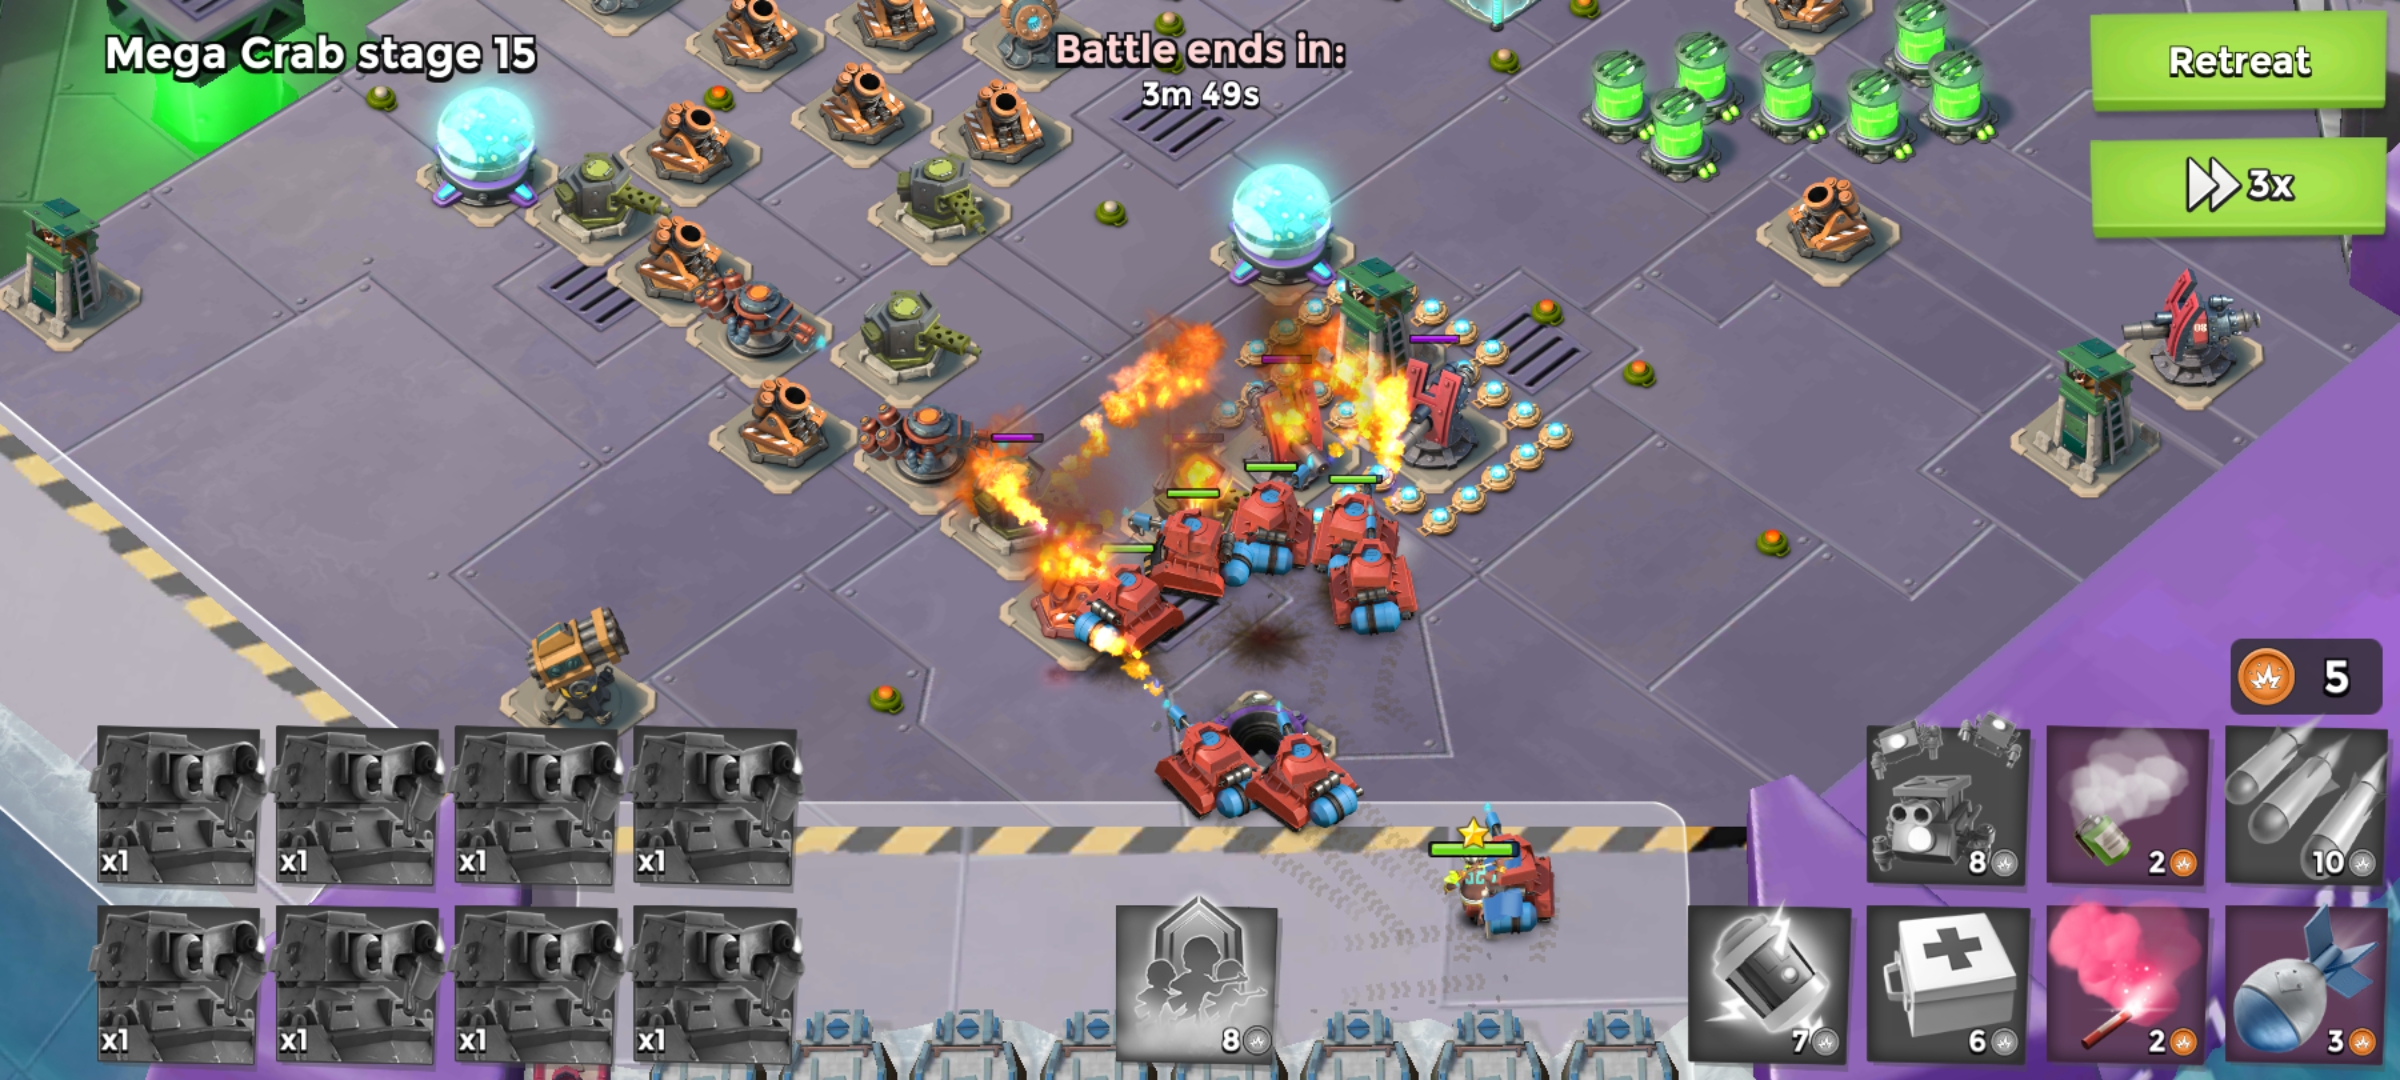 Mega Crab stage 15
Battle ends in:
3m 49s
Retreat
3x
5
x1
x1
x1
x1
8
2
10
x1
x1
x1
x1
8
7
6
2
3